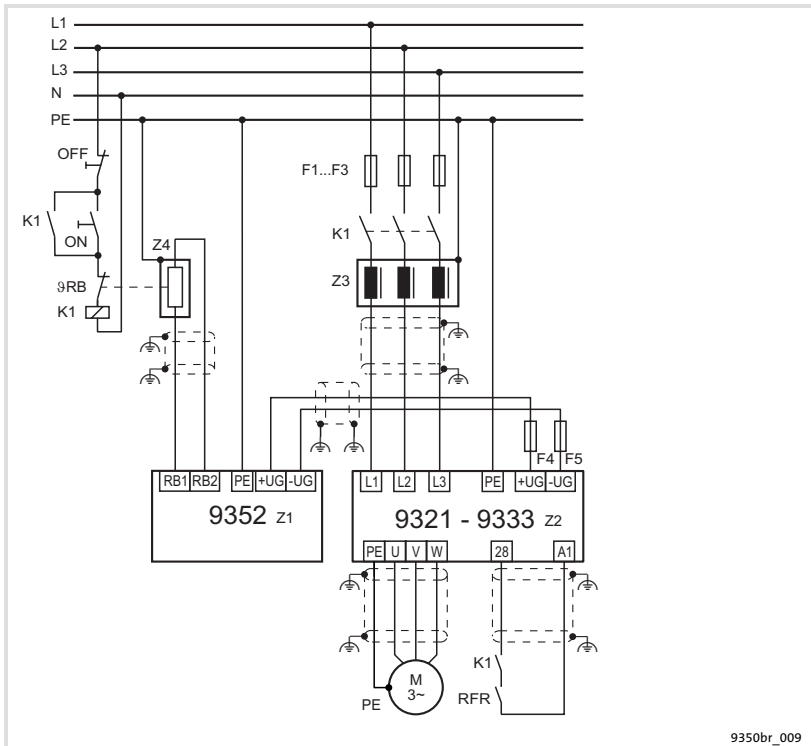 L1
L2
L3
N
PE
OFF
F1...F3
K1
K1
ON
Z4
Z3
ϑRB
K1
F4 F5
RB1 RB2 PE +UG -UG
L1 L2 L3 PE +UG -UG
9352 Z1
9321 - 9333 Z2
PE U V W 28 A1
K1
M
3~
RFR
PE
9350br_009